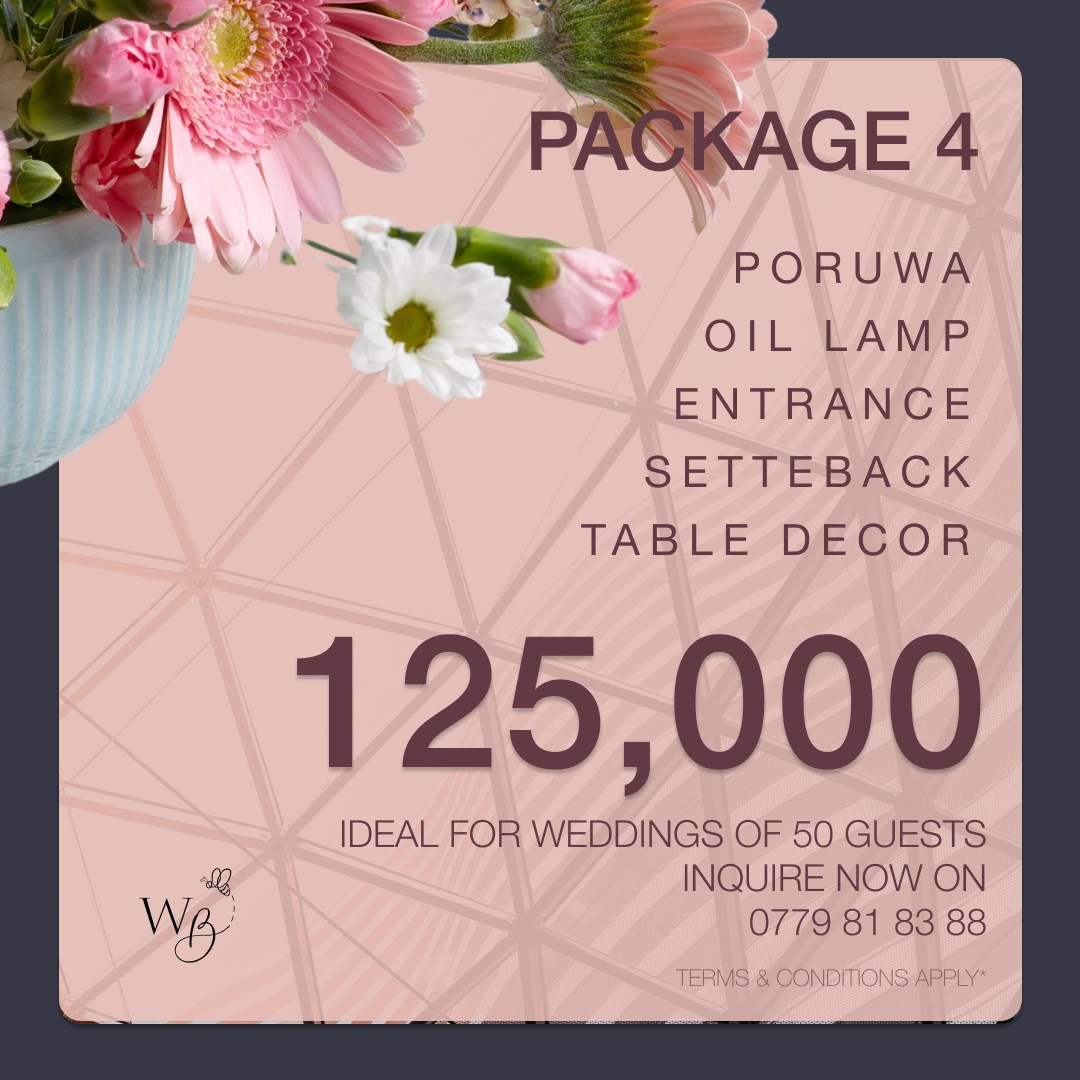 PACKAGE 4
PORUWA
OIL LAMP
ENTRANCE
SETTEBACK
TABLE DECOR
125,000
IDEAL FOR WEDDINGS OF 50 GUESTS
INQUIRE NOW ON
0779 81 83 88
WB
TERMS & CONDITIONS APPLY*